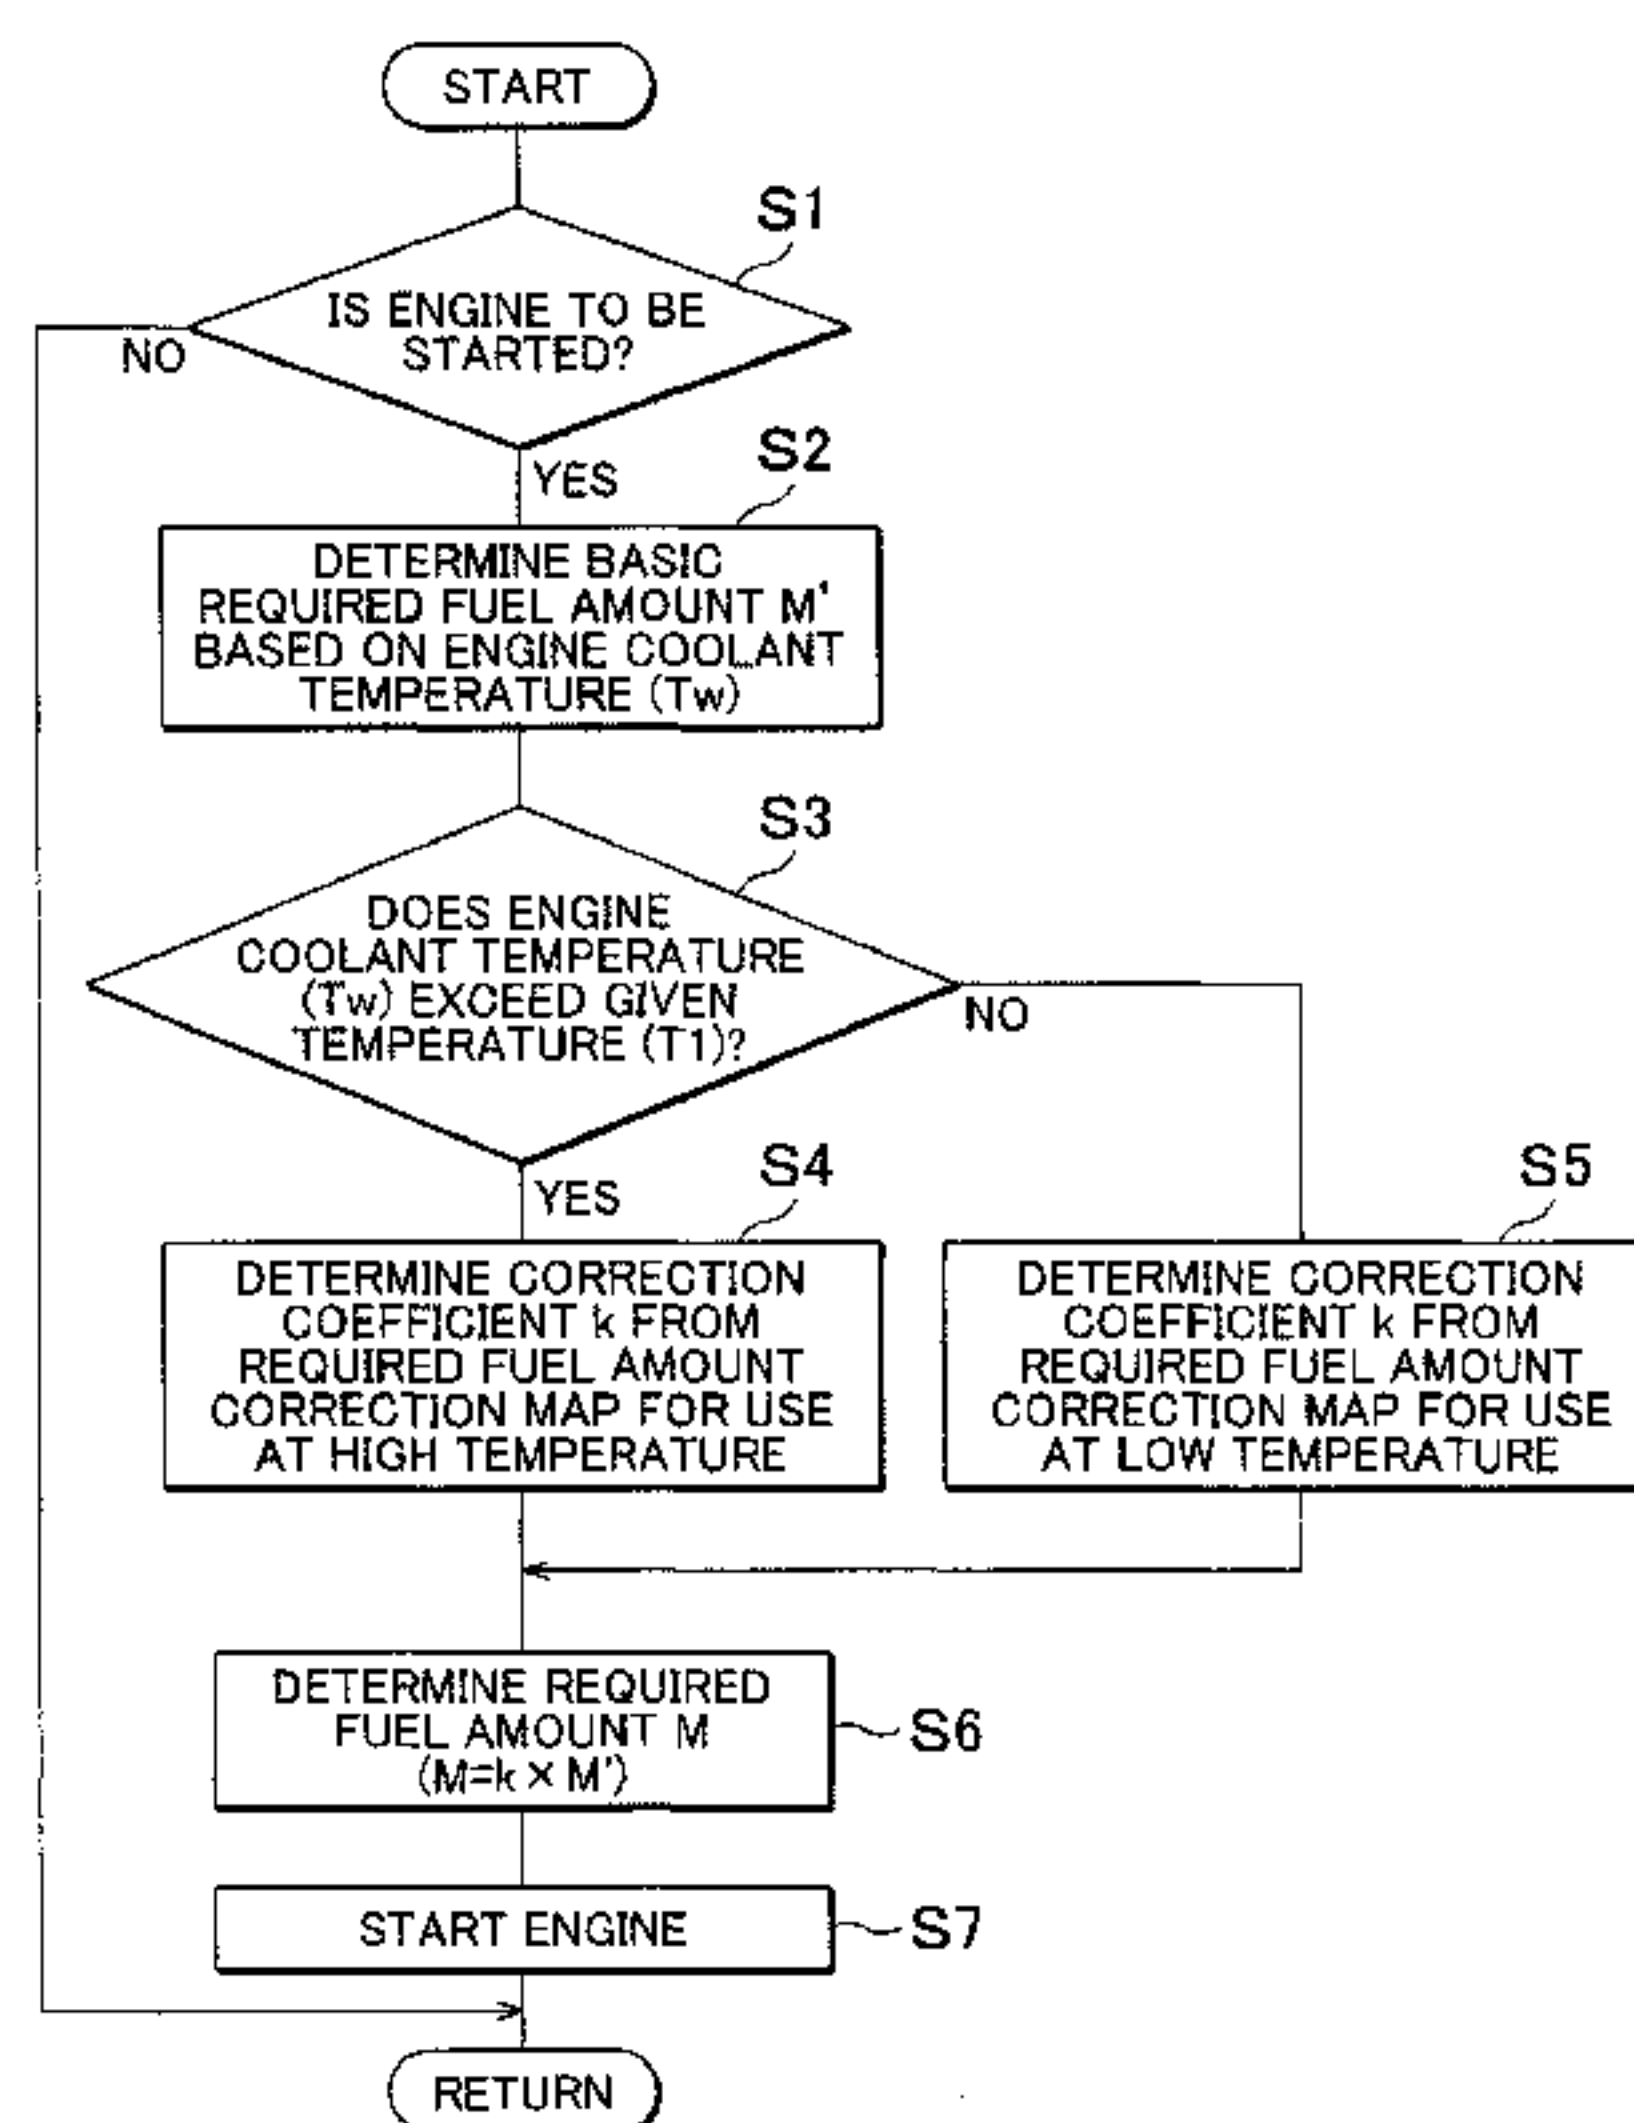 START
S1
IS ENGINE TO BE
STARTED?
NO
YES
S2
DETERMINE BASIC
REQUIRED FUEL AMOUNT M'
BASED ON ENGINE COOLANT
TEMPERATURE (Tw)
S3
DOES ENGINE
COOLANT TEMPERATURE
(Tw) EXCEED GIVEN
TEMPERATURE (T1)?
NO
YES
S4
DETERMINE CORRECTION
COEFFICIENT k FROM
REQUIRED FUEL AMOUNT
CORRECTION MAP FOR USE
AT HIGH TEMPERATURE
S5
DETERMINE CORRECTION
COEFFICIENT k FROM
REQUIRED FUEL AMOUNT
CORRECTION MAP FOR USE
AT LOW TEMPERATURE
DETERMINE REQUIRED
FUEL AMOUNT M
(M=k×M')
S6
START ENGINE
S7
RETURN